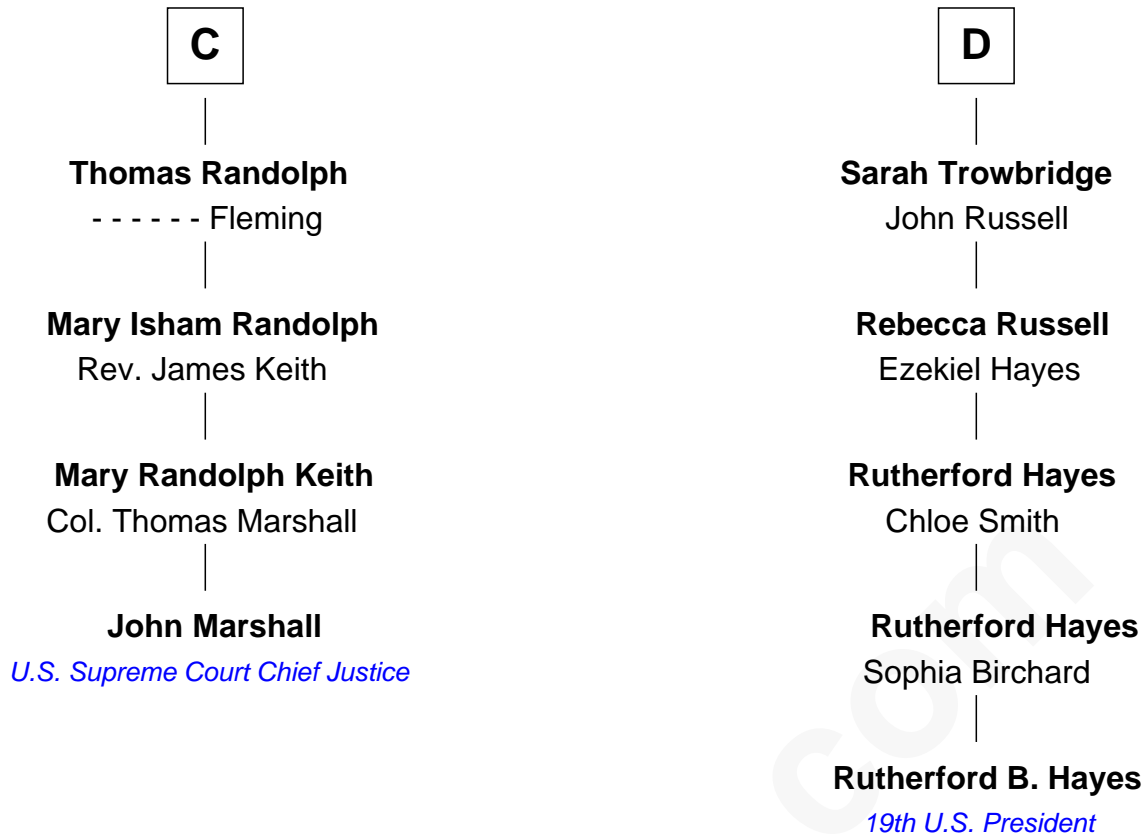 C
Thomas Randolph
- - - - - - Fleming
Mary Isham Randolph
Rev. James Keith
Mary Randolph Keith
Col. Thomas Marshall
John Marshall
U.S. Supreme Court Chief Justice
D
Sarah Trowbridge
John Russell
Rebecca Russell
Ezekiel Hayes
Rutherford Hayes
Chloe Smith
Rutherford Hayes
Sophia Birchard
Rutherford B. Hayes
19th U.S. President
com